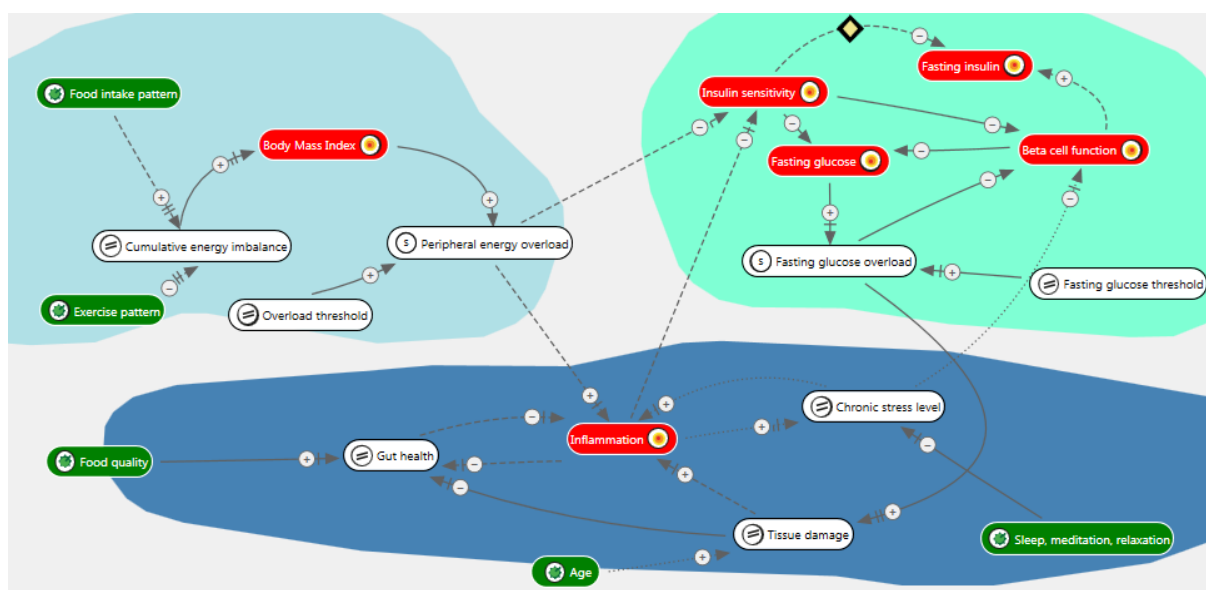 Fasting insulin
Food intake pattern
Insulin sensitivity
Body Mass Index
Fasting glucose
Beta cell function
Cumulative energy imbalance
S
Peripheral energy overload
S
Fasting glucose overload
Fasting glucose threshold
Exercise pattern
Overload threshold
Chronic stress level
Inflammation
Gut health
Food quality
Tissue damage
Sleep, meditation, relaxation
Age